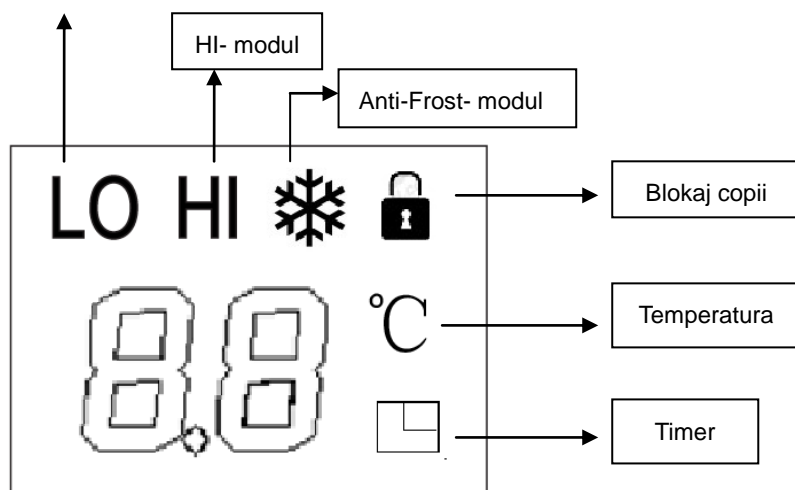 HI- modul
Anti-Frost- modul
LO HI
Blokaj copii
8.8 °C
Temperatura
Timer